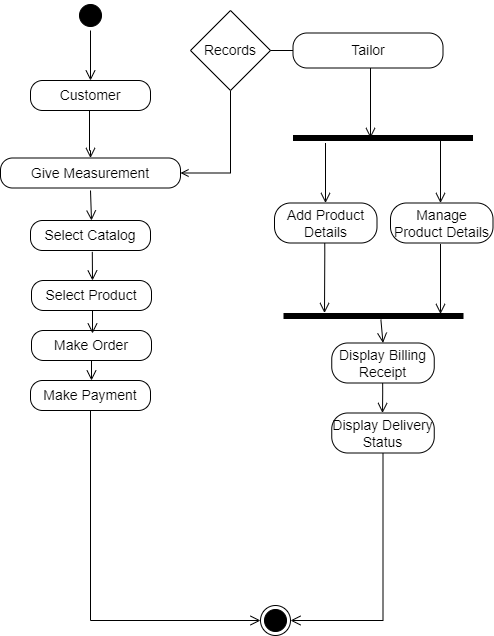 Records
Tailor
Customer
Give Measurement
Add Product
Details
Manage
Product Details
Select Catalog
Select Product
Make Order
Display Billing
Receipt
Make Payment
Display Delivery
Status